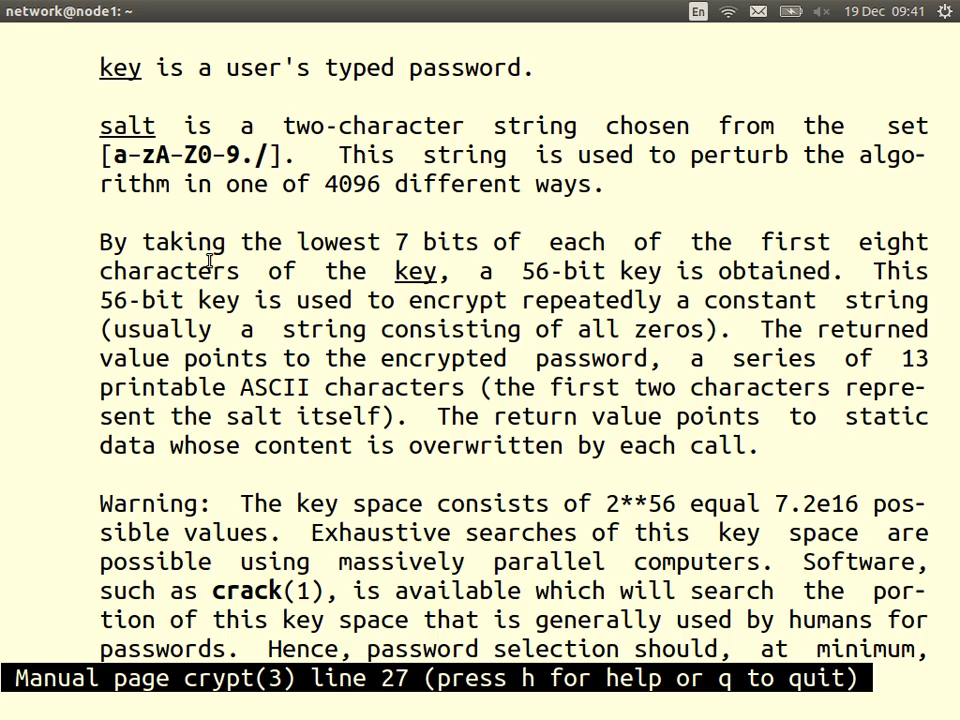 network@node1: ~
En
19 Dec 09:41
key is a user's typed password.
salt is a two-character string chosen from the set
[a–zA–Z0–9./]. This string is used to perturb the algo‐
rithm in one of 4096 different ways.
By taking the lowest 7 bits of each of the first eight
characters of the key, a 56-bit key is obtained. This
56-bit key is used to encrypt repeatedly a constant string
(usually a string consisting of all zeros). The returned
value points to the encrypted password, a series of 13
printable ASCII characters (the first two characters repre‐
sent the salt itself). The return value points to static
data whose content is overwritten by each call.
Warning: The key space consists of 2**56 equal 7.2e16 pos‐
sible values. Exhaustive searches of this key space are
possible using massively parallel computers. Software,
such as crack(1), is available which will search the por‐
tion of this key space that is generally used by humans for
passwords. Hence, password selection should, at minimum,
Manual page crypt(3) line 27 (press h for help or q to quit)